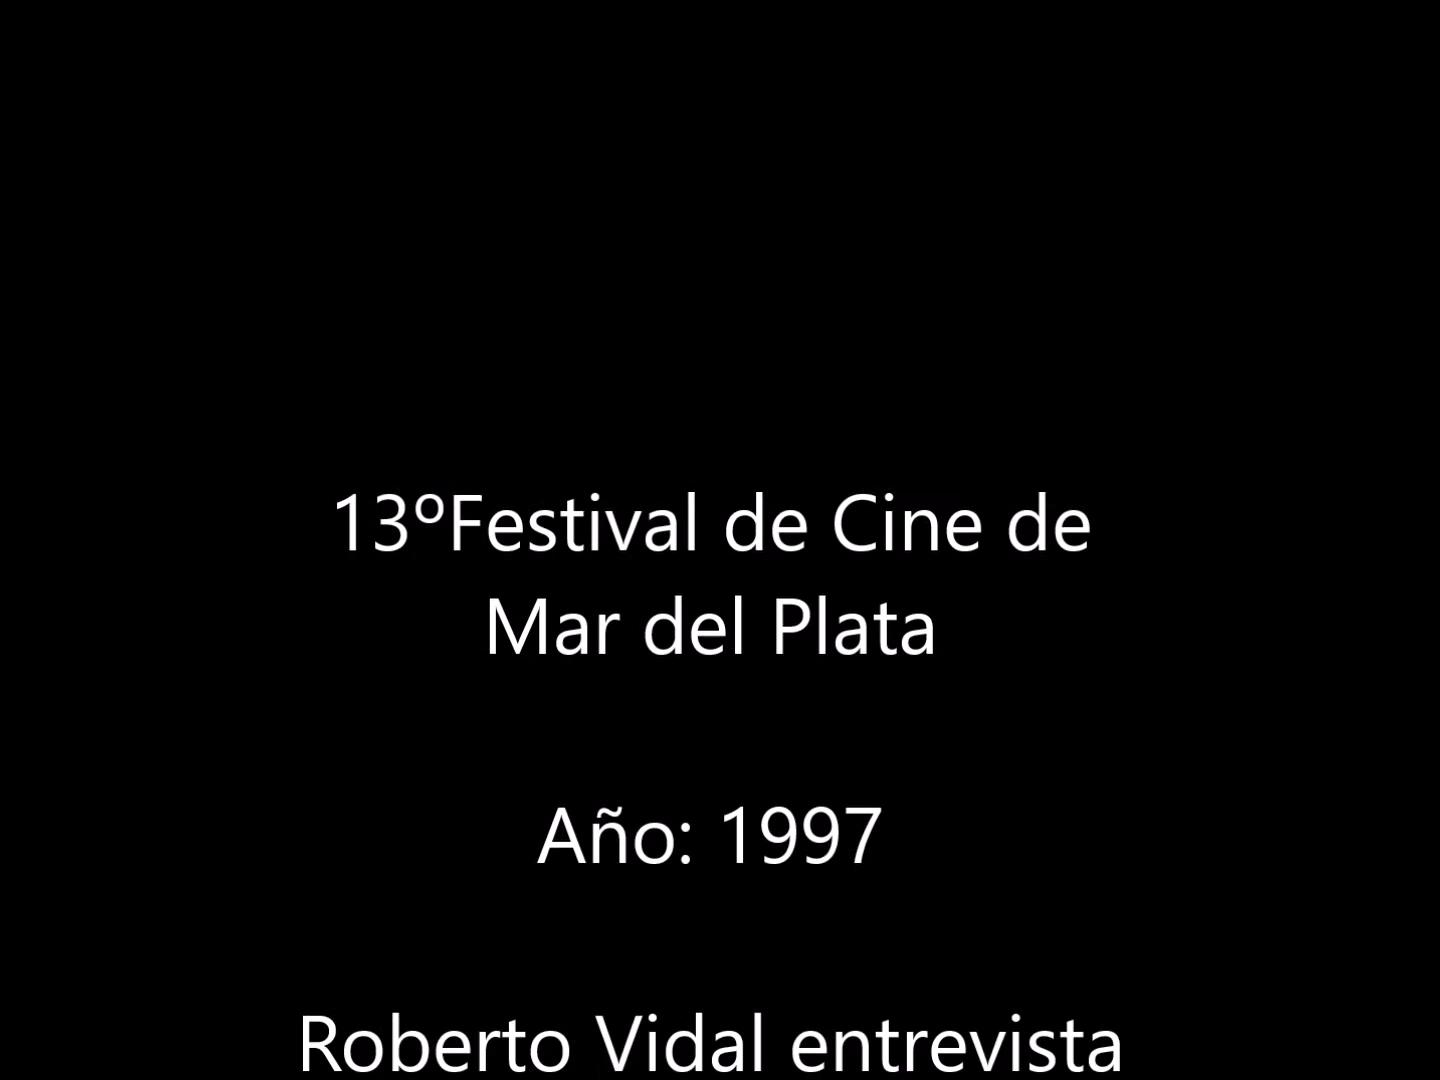 13ºFestival de Cine de
Mar del Plata
Año: 1997
Roberto Vidal entrevista